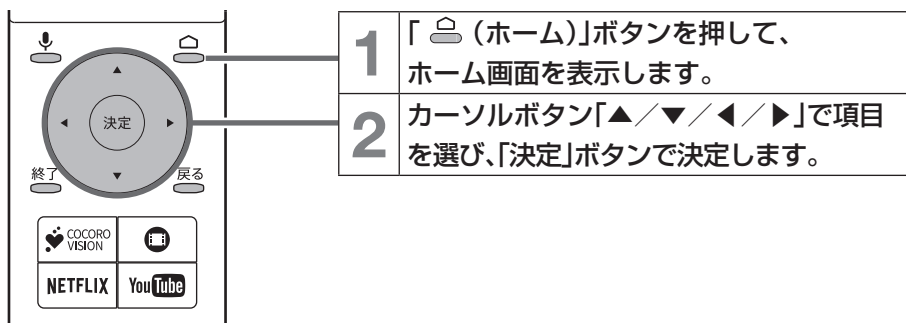 1
「 (ホーム)」ボタンを押して、
ホーム画面を表示します。
2
カーソルボタン「▲/▼/◀/▶」で項目
を選び、「決定」ボタンで決定します。
決定
終了
戻る
COCORO
VISION
NETFLIX
YouTube